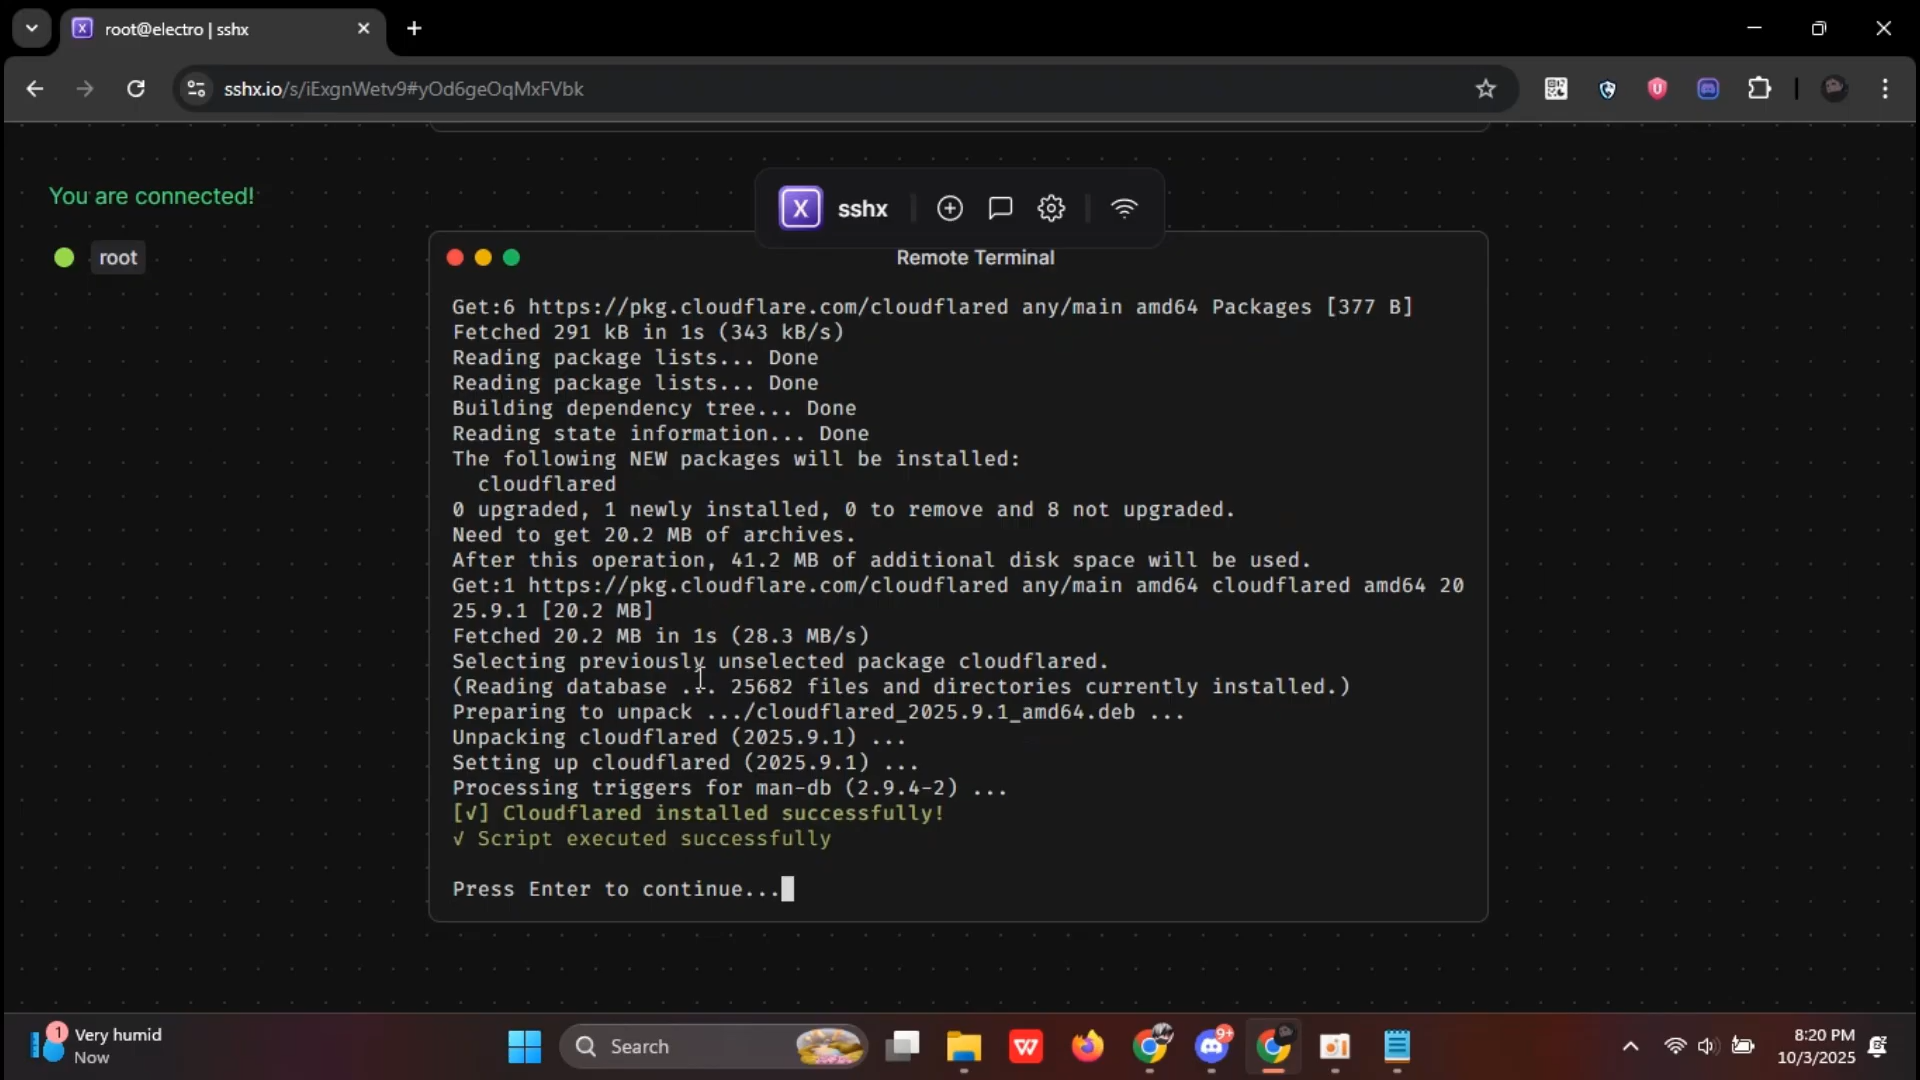 root@electro | sshx
sshx.io/s/iExgnWetv9#yOd6geOqMxFVbk
You are connected!
root
X sshx
Remote Terminal
Get:6 https://pkg.cloudflare.com/cloudflared any/main amd64 Packages [377 B]
Fetched 291 kB in 1s (343 kB/s)
Reading package lists... Done
Reading package lists... Done
Building dependency tree... Done
Reading state information... Done
The following NEW packages will be installed:
cloudflared
0 upgraded, 1 newly installed, 0 to remove and 8 not upgraded.
Need to get 20.2 MB of archives.
After this operation, 41.2 MB of additional disk space will be used.
Get:1 https://pkg.cloudflare.com/cloudflared any/main amd64 cloudflared amd64 20
25.9.1 [20.2 MB]
Fetched 20.2 MB in 1s (28.3 MB/s)
Selecting previously unselected package cloudflared.
(Reading database ... 25682 files and directories currently installed.)
Preparing to unpack .../cloudflared_2025.9.1_amd64.deb ...
Unpacking cloudflared (2025.9.1) ...
Setting up cloudflared (2025.9.1) ...
Processing triggers for man-db (2.9.4-2) ...
[√] Cloudflared installed successfully!
√ Script executed successfully
Press Enter to continue...
1
Very humid
Now
Search
W
9+
8:20 PM
10/3/2025